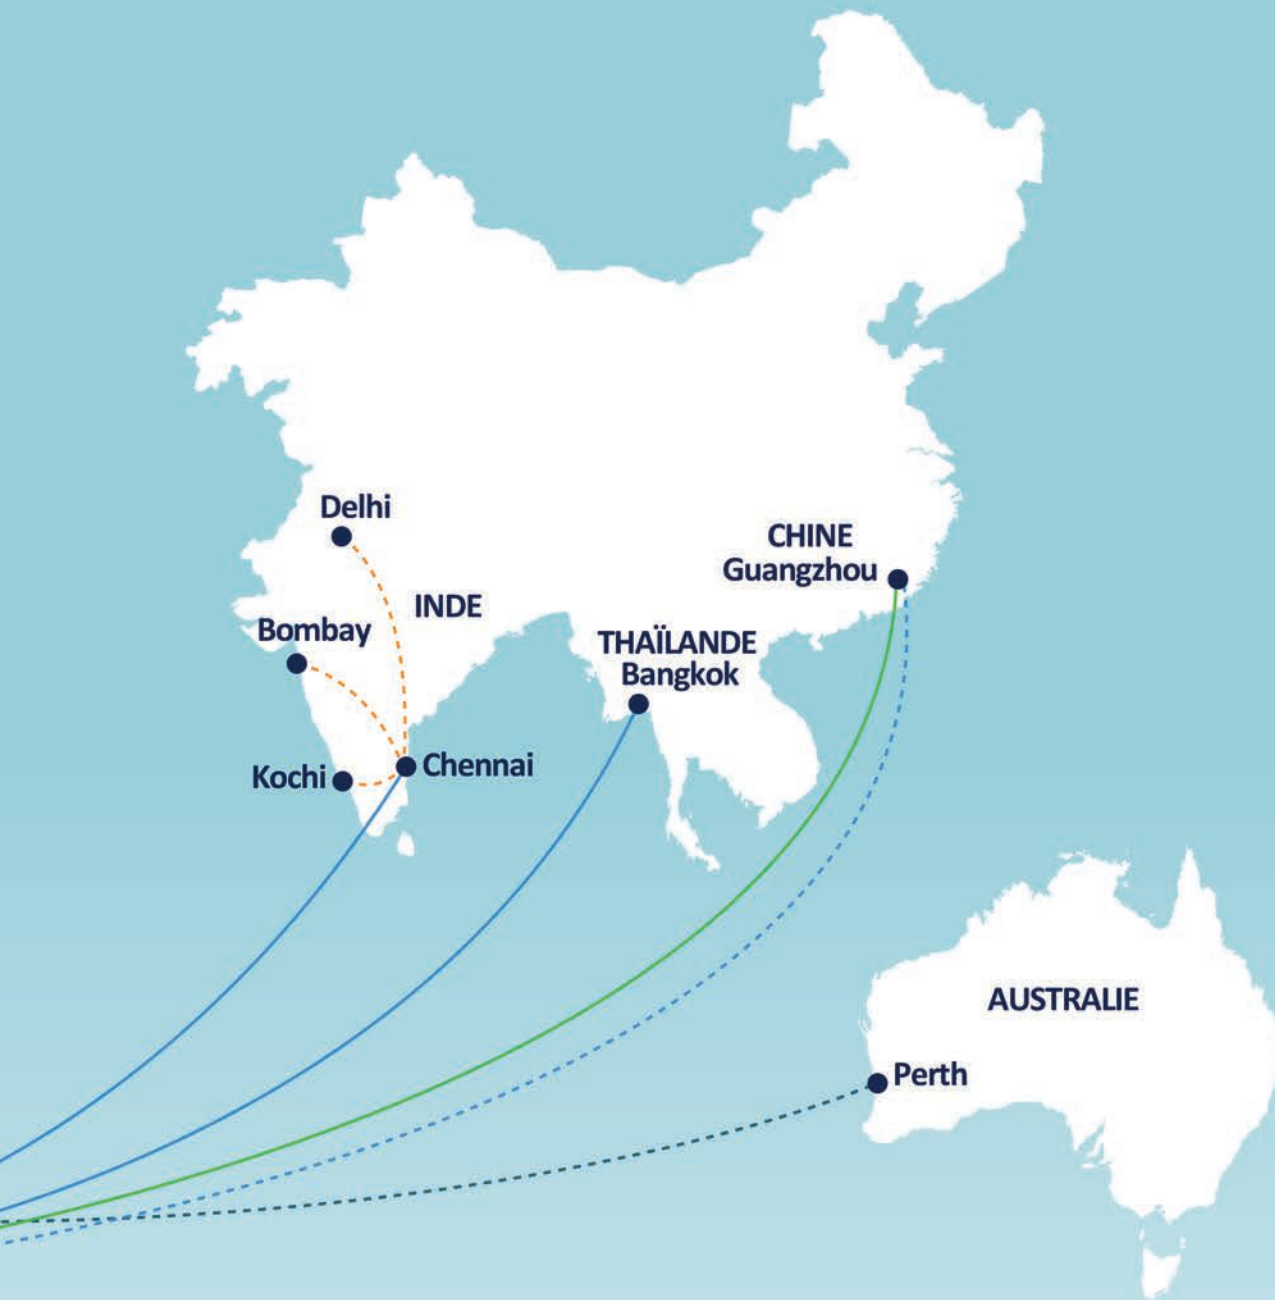 Delhi
CHINE
Guangzhou
INDE
Bombay
THAÏLANDE
Bangkok
Chennai
Kochi
AUSTRALIE
Perth